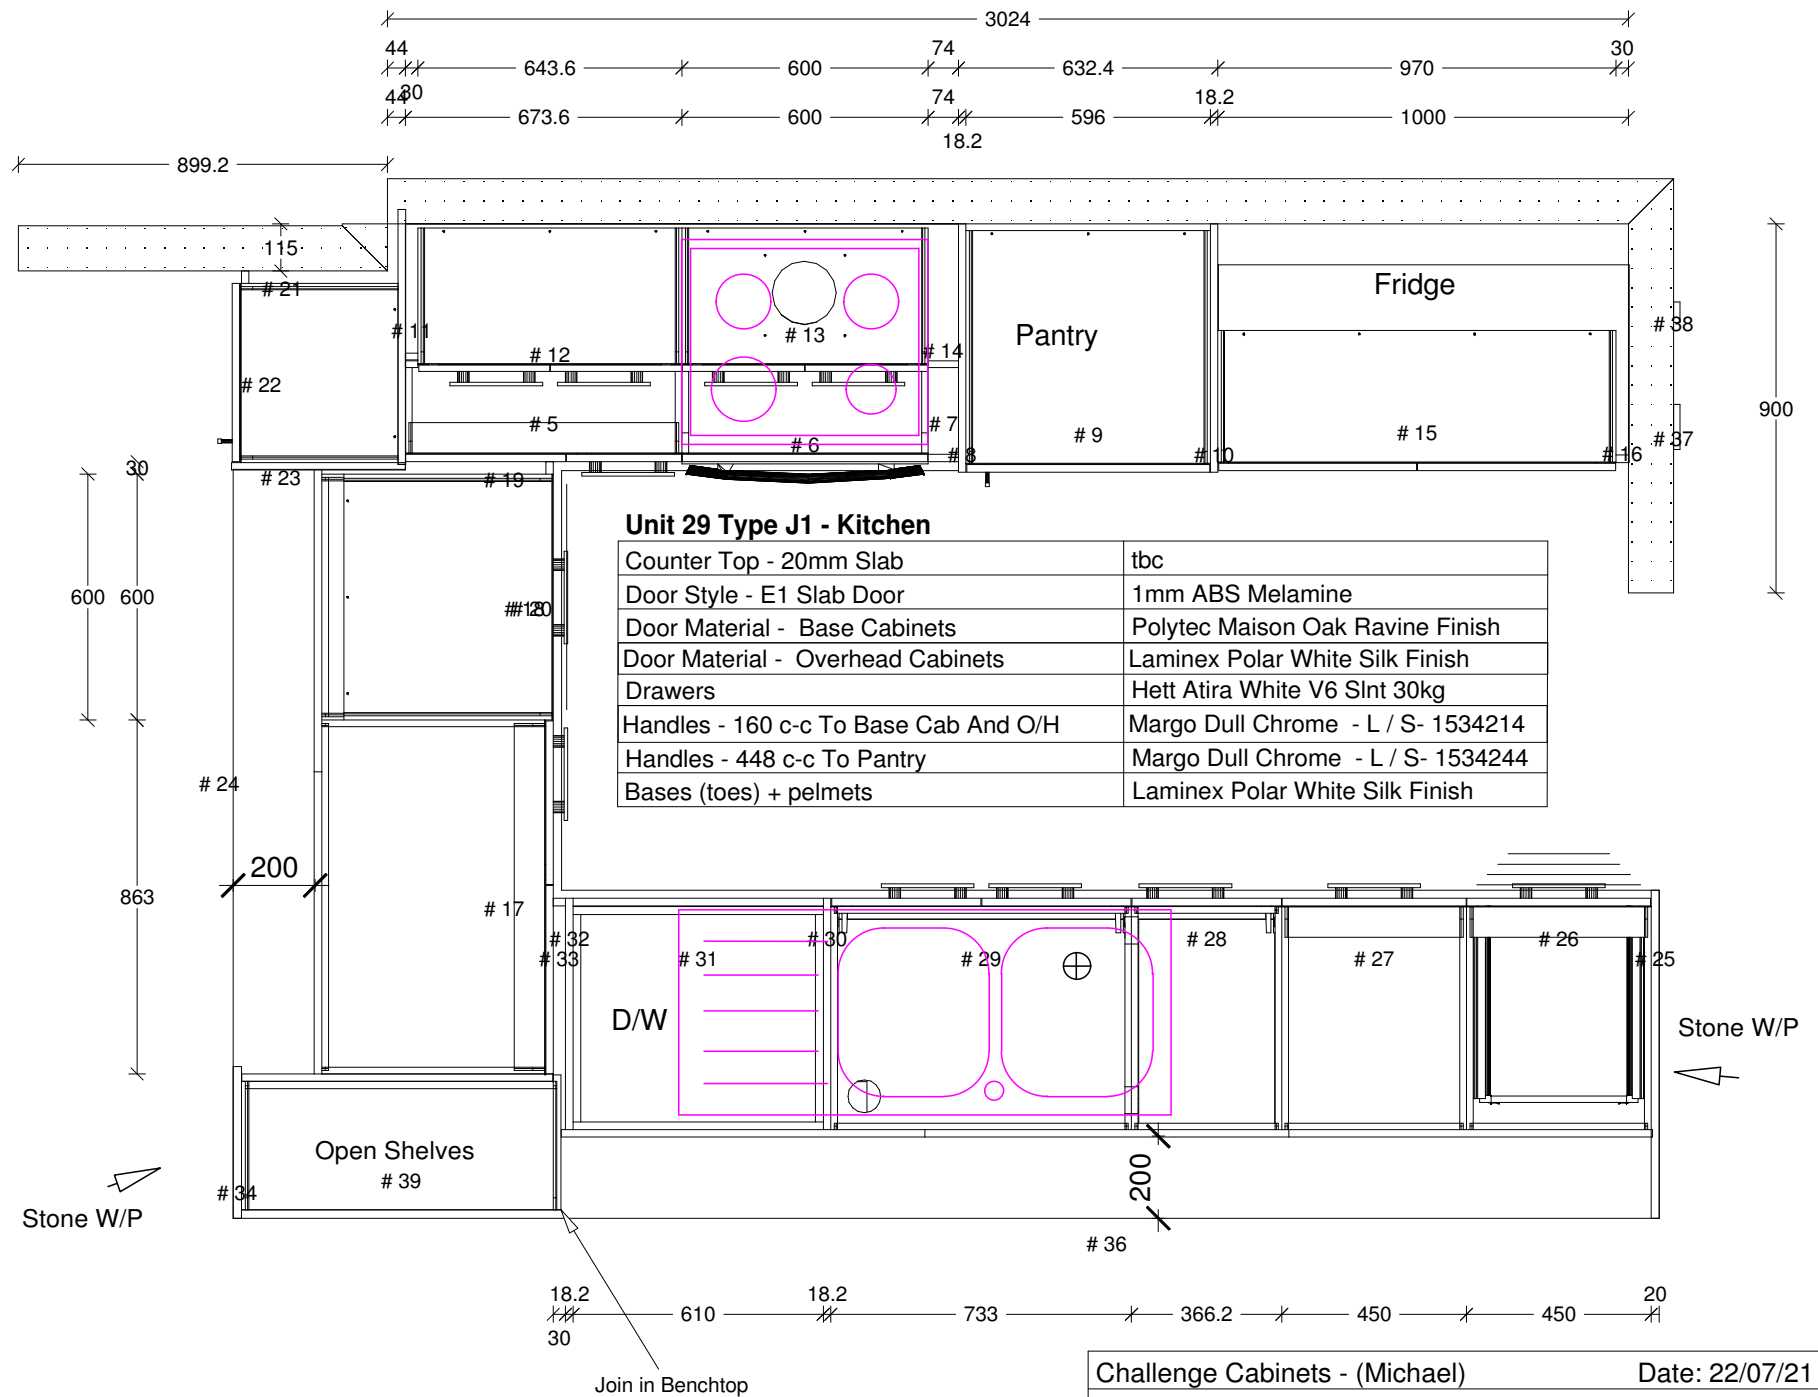 3024
44 643.6 600 74 632.4 970 30
30
44 673.6 600 74 596 18.2 1000
18.2
899.2
115
# 21
Fridge
# 38
# 11
# 13
Pantry
# 12
# 14
# 22
900
# 5
# 7
# 6
# 9
# 15
# 37
# 8
# 10
# 16
30
# 23
# 19
Unit 29 Type J1 - Kitchen
Counter Top - 20mm Slab tbc
Door Style - E1 Slab Door 1mm ABS Melamine
Door Material - Base Cabinets Polytec Maison Oak Ravine Finish
Door Material - Overhead Cabinets Laminex Polar White Silk Finish
Drawers Hett Atira White V6 Slnt 30kg
Handles - 160 c-c To Base Cab And O/H Margo Dull Chrome - L / S- 1534214
Handles - 448 c-c To Pantry Margo Dull Chrome - L / S- 1534244
Bases (toes) + pelmets Laminex Polar White Silk Finish
600 600
# 18
# 20
# 24
200
863
# 17
# 32
# 30
# 28
# 26
# 33
# 31
# 29
# 27
# 25
D/W
Stone W/P
Open Shelves
# 39
200
# 34
Stone W/P
# 36
18.2 610 18.2 733 366.2 450 450 20
30
Join in Benchtop
Challenge Cabinets - (Michael) Date: 22/07/21